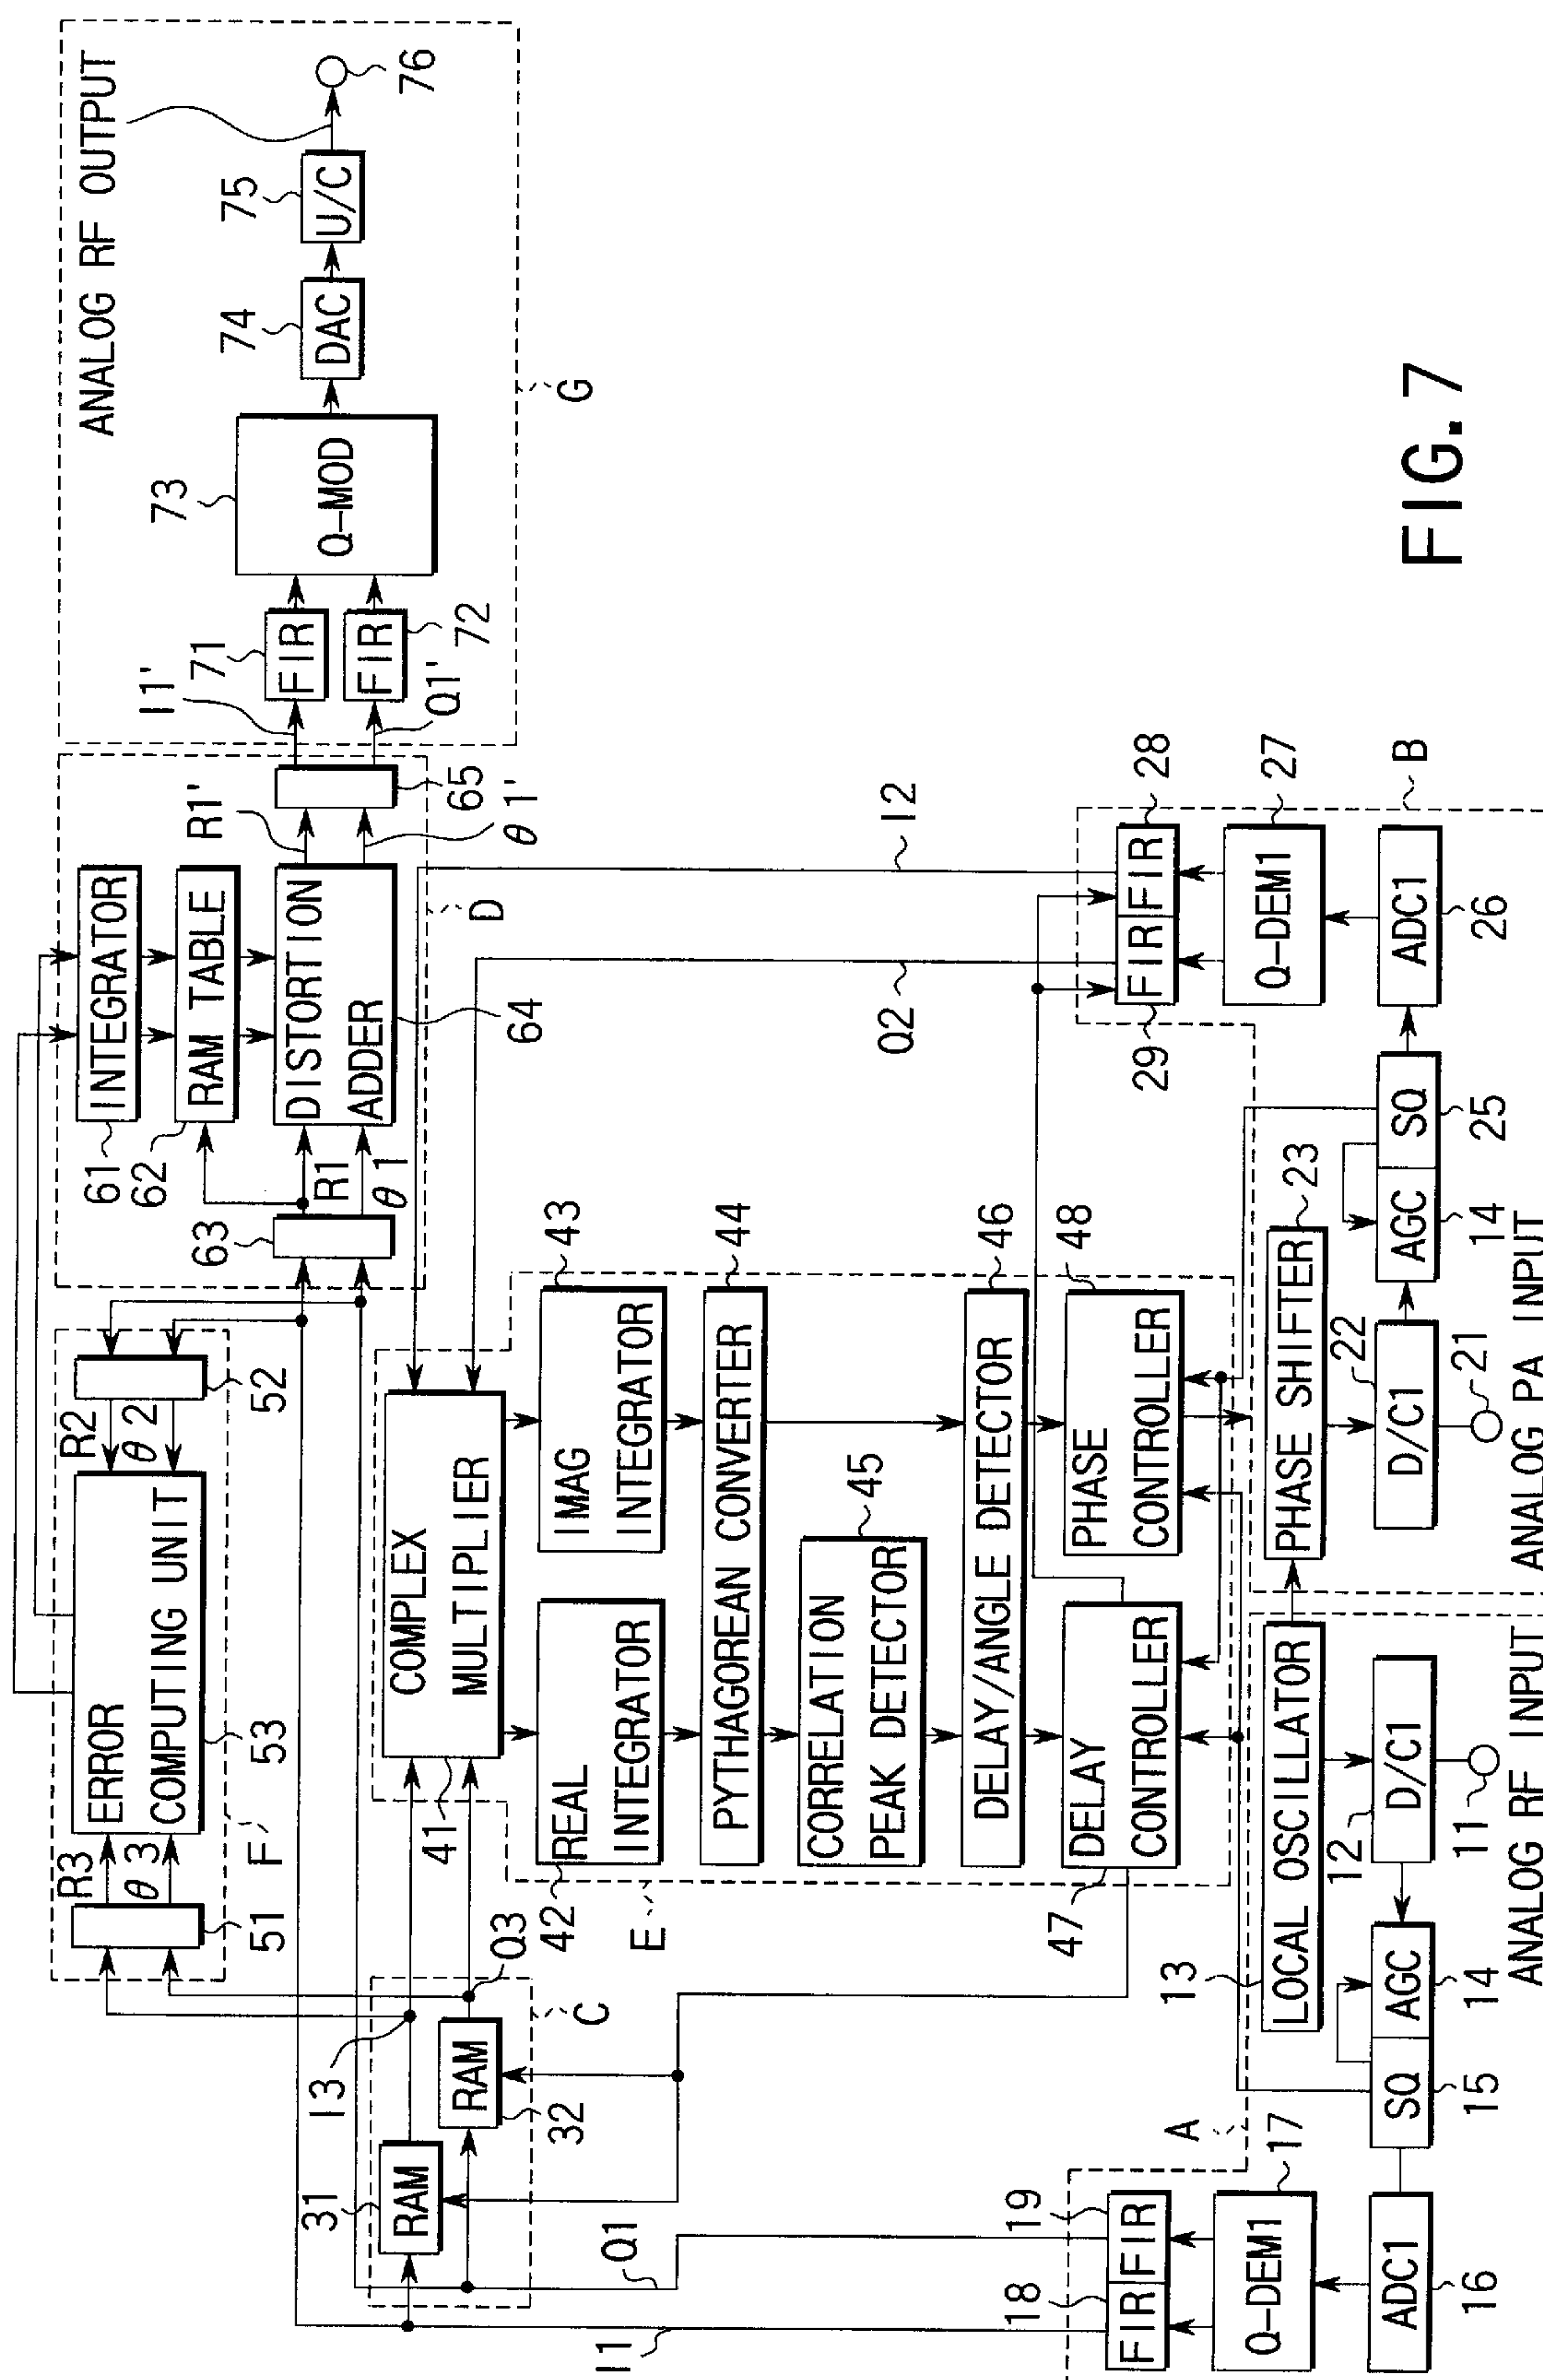 ANALOG RF OUTPUT
76
75
U/C
74
DAC
G
73
Q-MOD
71
FIR
72
FIR
I1'
Q1'
R1'
65
θ1'
INTEGRATOR
61
RAM TABLE
62
DISTORTION
ADDER
64
D
63
R1
θ1
52
R2
θ2
ERROR
COMPUTING UNIT
53
F
R3
θ3
51
COMPLEX
MULTIPLIER
41
43
IMAG
INTEGRATOR
42
REAL
INTEGRATOR
44
PYTHAGOREAN CONVERTER
45
CORRELATION
PEAK DETECTOR
46
DELAY/ANGLE DETECTOR
48
PHASE
CONTROLLER
47
DELAY
CONTROLLER
E
I3
Q3
C
31
RAM
32
RAM
Q1
I1
I2
Q2
28
FIR
29
FIR
27
Q-DEM1
B
26
ADC1
25
SQ
14
AGC
23
PHASE SHIFTER
22
D/C1
21
ANALOG PA INPUT
13
LOCAL OSCILLATOR
12
D/C1
11
ANALOG RF INPUT
14
AGC
15
SQ
A
19
FIR
18
FIR
17
Q-DEM1
16
ADC1
FIG. 7